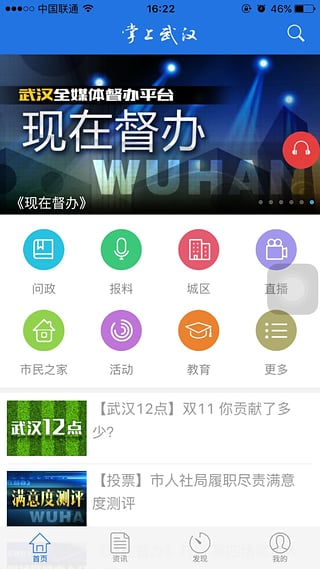 中国联通
16:22
46%
掌上武汉
武汉全媒体督办平台
现在督办
WUHAN
《现在督办》
问政
报料
城区
直播
市民之家
活动
教育
更多
武汉12点
【武汉12点】双11 你贡献了多
少?
满意度测评
WUHAN
【投票】市人社局履职尽责满意
度测评
首页
资讯
发现
我的